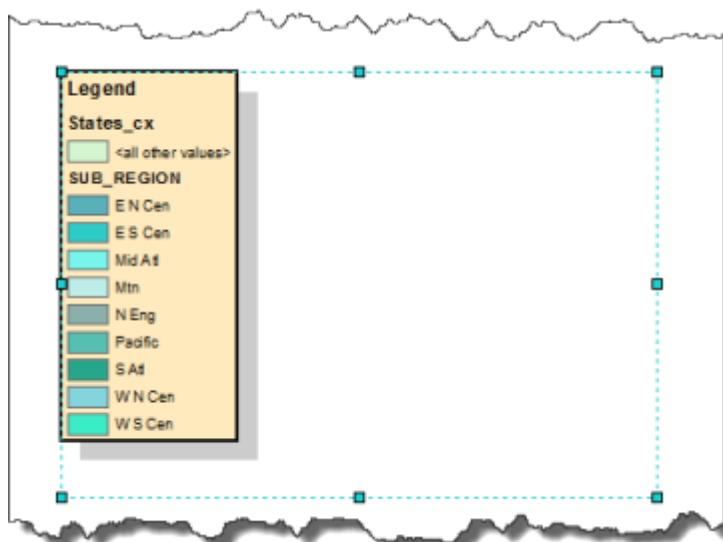 Legend
States_cx
<all other values>
SUB_REGION
E N Cen
E S Cen
Mid Atl
Mtn
N Eng
Pacific
S Atl
W N Cen
W S Cen